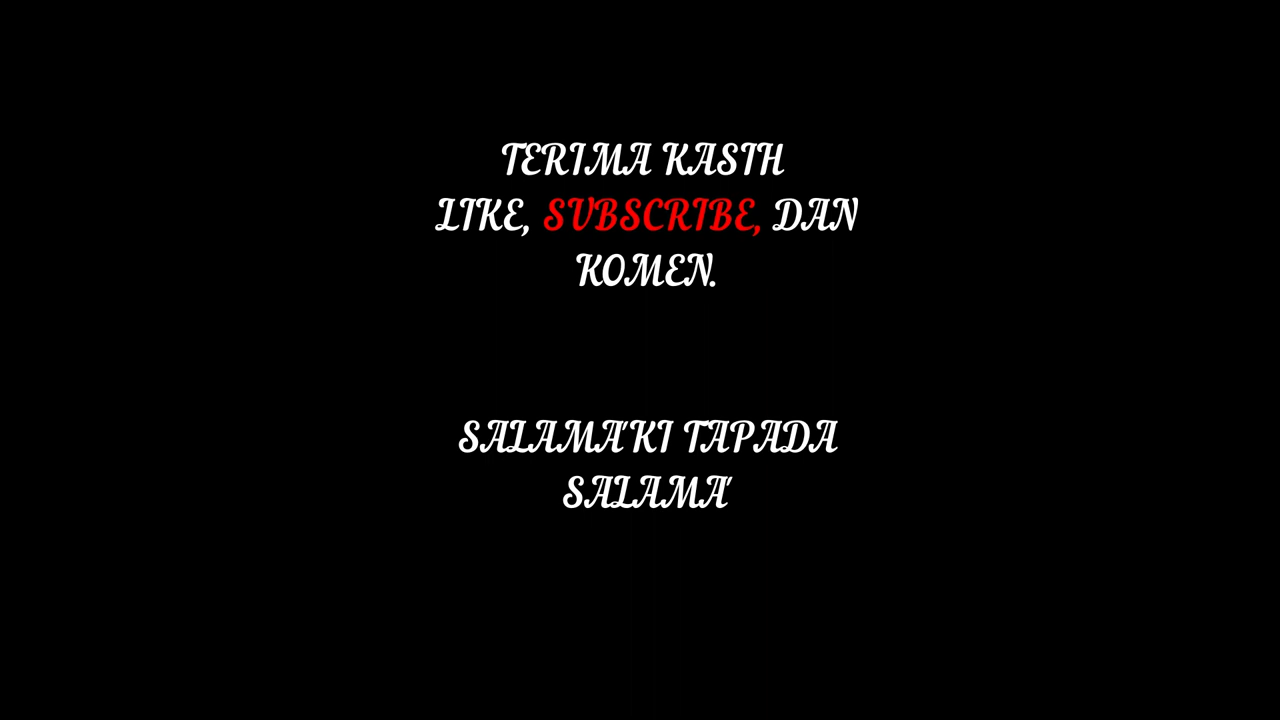 TERIMA KASIH
LIKE, SUBSCRIBE, DAN
KOMEN.
SALAMA'KI TAPADA
SALAMA'